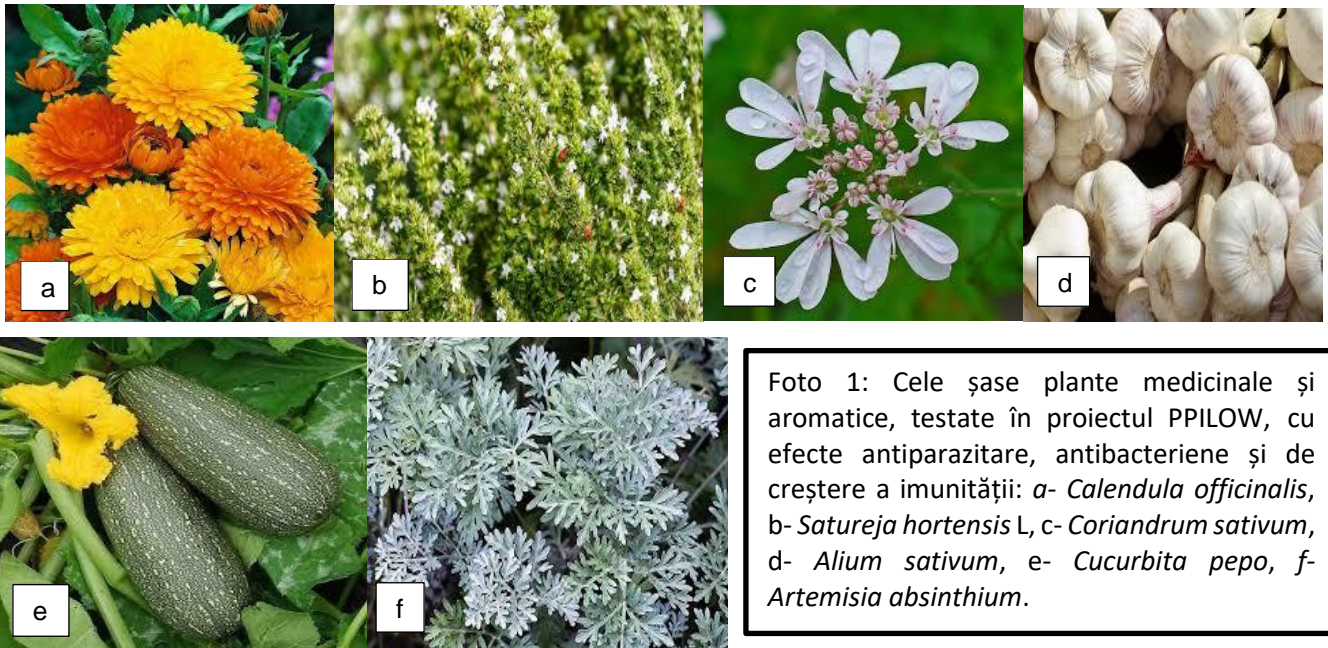 a
b
c
d
e
f
Foto 1: Cele șase plante medicinale și
aromatice, testate în proiectul PPILOW, cu
efecte antiparazitare, antibacteriene și de
creștere a imunității: a- Calendula officinalis,
b- Satureja hortensis L, c- Coriandrum sativum,
d- Alium sativum, e- Cucurbita pepo, f-
Artemisia absinthium.